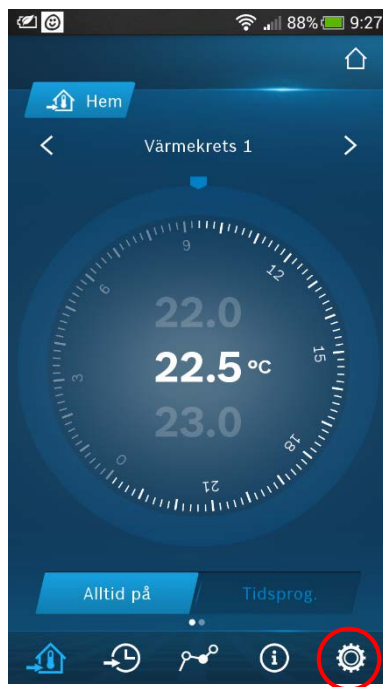 88% 9:27
Hem
Värmekrets 1
9
12
6
22.0
22.5 °C
15
3
23.0
18
0
21
Alltid på Tidsprog.